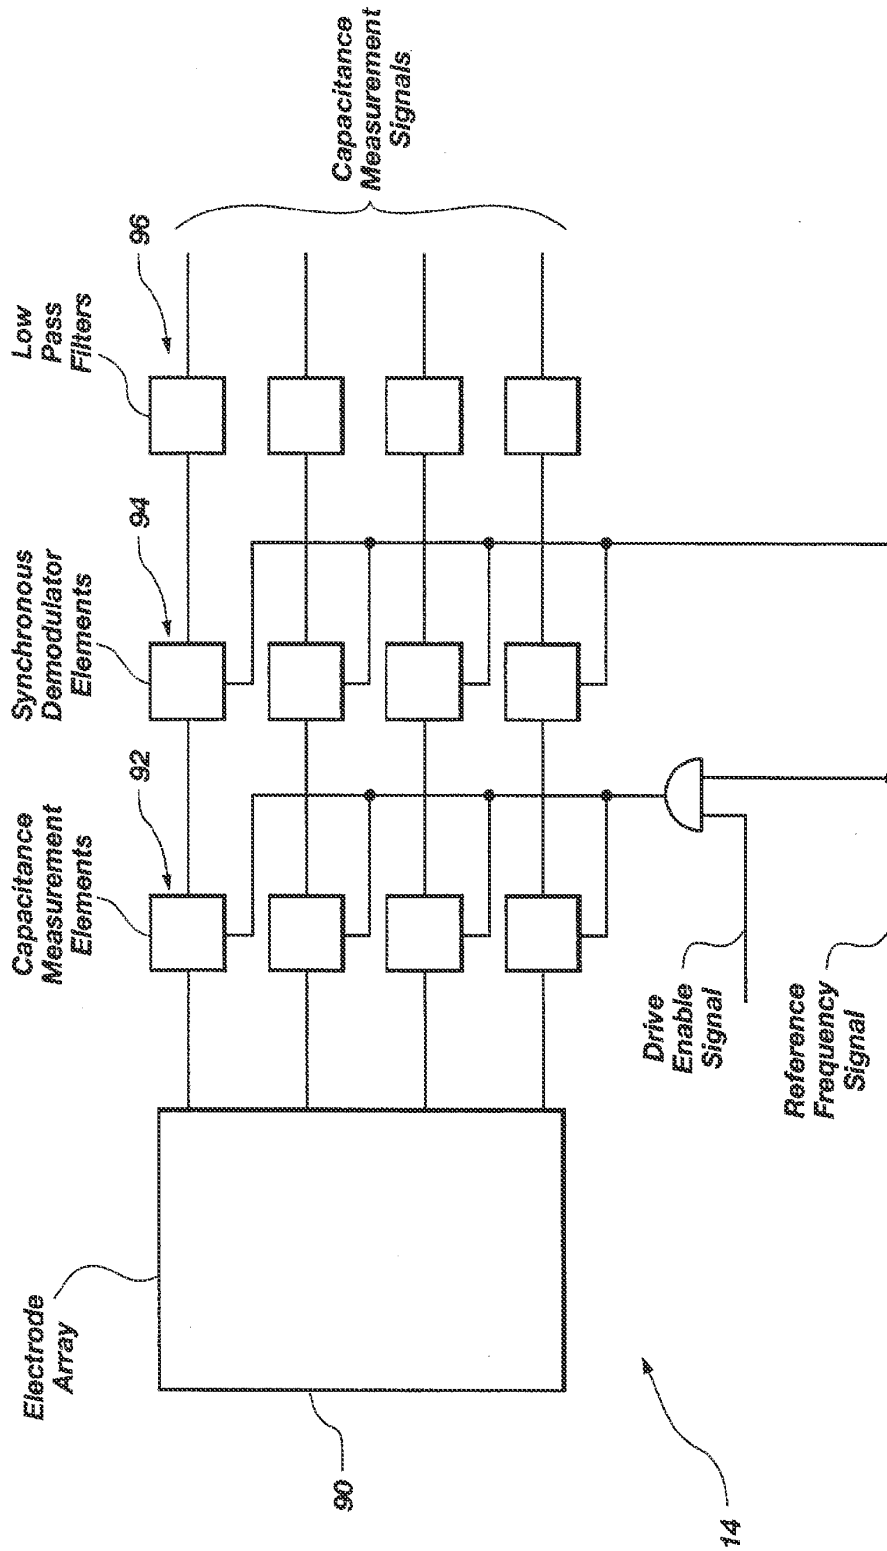 Electrode
Array
90
Capacitance
Measurement
Elements
92
Synchronous
Demodulator
Elements
94
Low
Pass
Filters
96
Capacitance
Measurement
Signals
Drive
Enable
Signal
Reference
Frequency
Signal
14